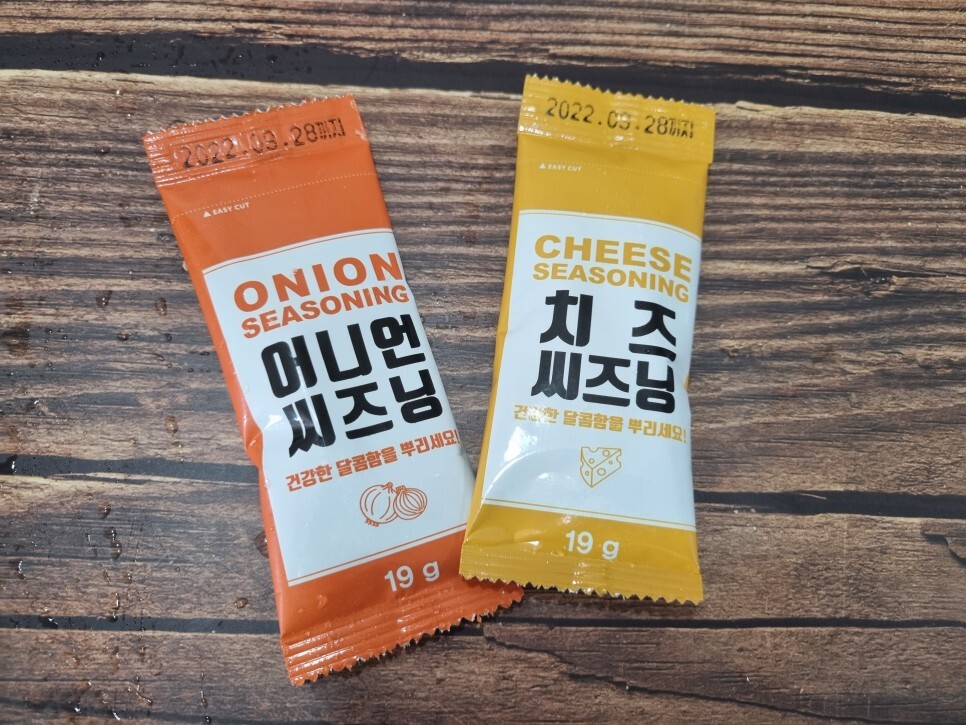 2022.09.28까지
EASY CUT
ONION
SEASONING
어니언
씨즈닝
건강한 달콤함을 뿌리세요!
19 g
2022.09.28까지
EASY CUT
CHEESE
SEASONING
치즈
씨즈닝
건강한 달콤함을 뿌리세요!
19 g